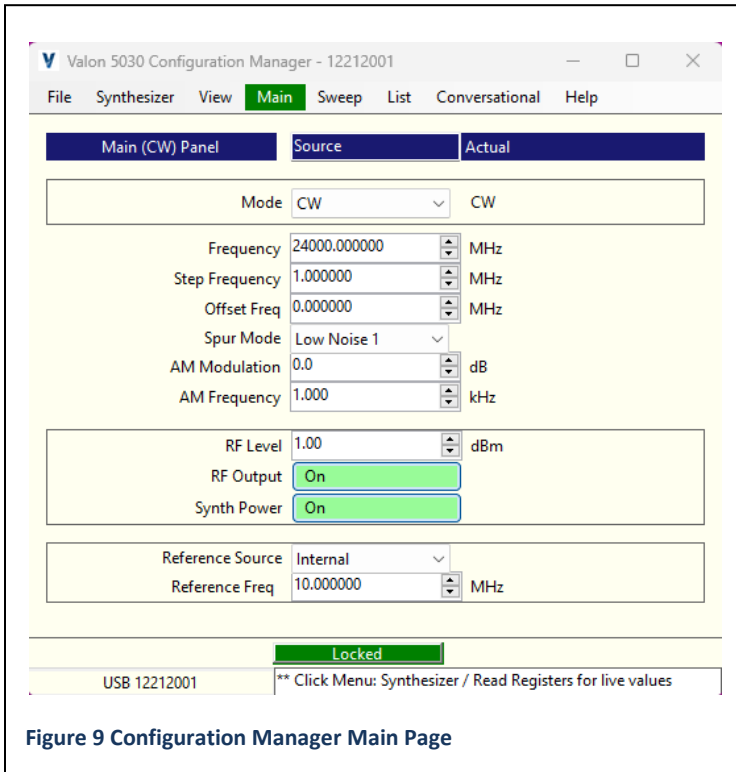 Valon 5030 Configuration Manager - 12212001
File Synthesizer View Main Sweep List Conversational Help
Main (CW) Panel Source Actual
Mode CW CW
Frequency 24000.000000 MHz
Step Frequency 1.000000 MHz
Offset Freq 0.000000 MHz
Spur Mode Low Noise 1
AM Modulation 0.0 dB
AM Frequency 1.000 kHz
RF Level 1.00 dBm
RF Output On
Synth Power On
Reference Source Internal
Reference Freq 10.000000 MHz
Locked
USB 12212001 ** Click Menu: Synthesizer / Read Registers for live values
Figure 9 Configuration Manager Main Page